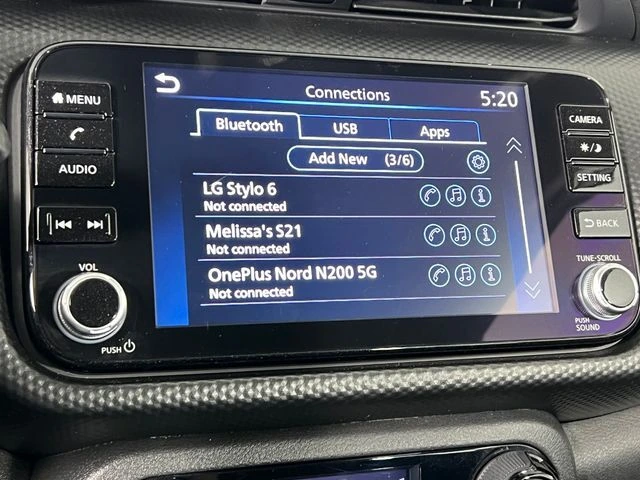 Connections
5:20
Bluetooth
USB
Apps
Add New (3/6)
LG Stylo 6
Not connected
Melissa's S21
Not connected
OnePlus Nord N200 5G
Not connected
MENU
AUDIO
VOL
PUSH
CAMERA
SETTING
BACK
TUNE·SCROLL
PUSH
SOUND